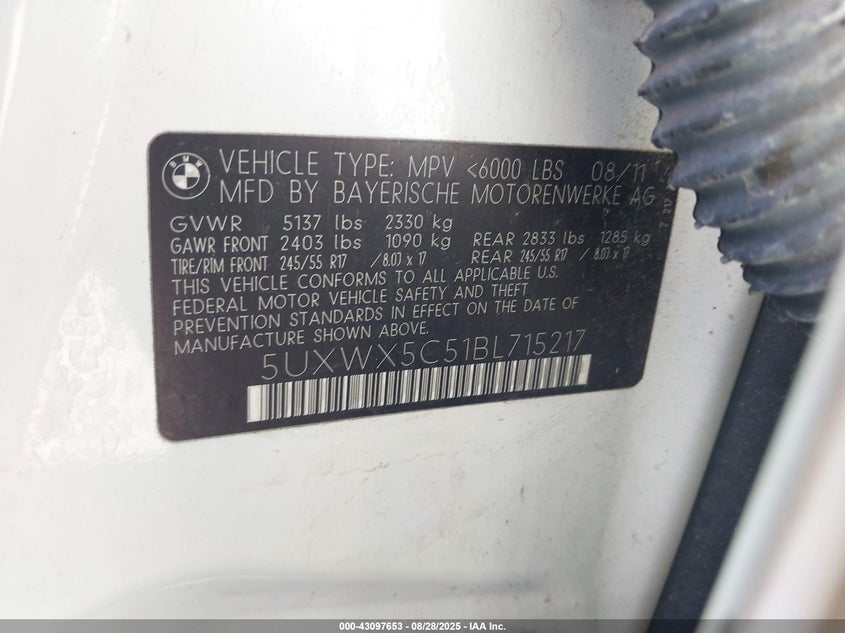 BMW
VEHICLE TYPE: MPV <6000 LBS 08/11
MFD BY BAYERISCHE MOTORENWERKE AG
GVWR 5137 lbs 2330 kg
GAWR FRONT 2403 lbs 1090 kg REAR 2833 lbs 1285 kg
TIRE/RIM FRONT 245/55 R17 / 8.0J x 17 REAR 245/55 R17 / 8.0J x 17
THIS VEHICLE CONFORMS TO ALL APPLICABLE U.S.
FEDERAL MOTOR VEHICLE SAFETY AND THEFT
PREVENTION STANDARDS IN EFFECT ON THE DATE OF
MANUFACTURE SHOWN ABOVE.
5UXWX5C51BL715217
000-43097653 / 08/28/2025 - IAA Inc.